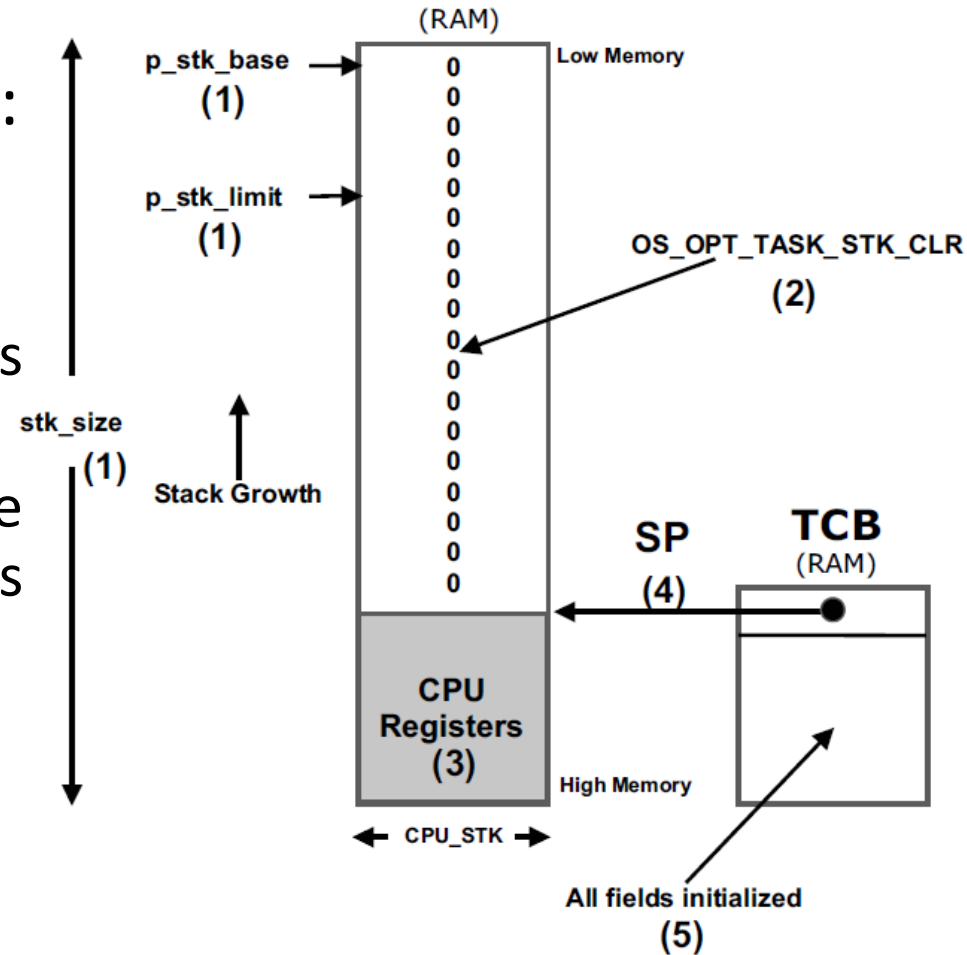 (RAM)
p_stk_base
(1)
:
Low Memory
0
0
0
0
p_stk_limit
(1)
0
0
0
0
0
0
0
0
0
0
0
0
0
0
OS_OPT_TASK_STK_CLR
(2)
s
stk_size
(1)
Stack Growth
e
s
SP
(4)
TCB
(RAM)
CPU
Registers
(3)
High Memory
CPU_STK
All fields initialized
(5)